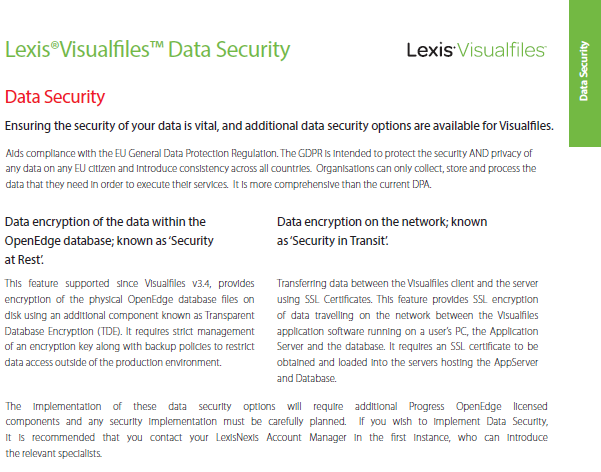 Lexis®Visualfiles™ Data Security
Lexis·Visualfiles·
Data Security
Data Security
Ensuring the security of your data is vital, and additional data security options are available for Visualfiles.
Aids compliance with the EU General Data Protection Regulation. The GDPR is intended to protect the security AND privacy of
any data on any EU citizen and introduce consistency across all countries. Organisations can only collect, store and process the
data that they need in order to execute their services. It is more comprehensive than the current DPA.
Data encryption of the data within the
OpenEdge database; known as ‘Security
at Rest’.
This feature supported since Visualfiles v3.4, provides
encryption of the physical OpenEdge database files on
disk using an additional component known as Transparent
Database Encryption (TDE). It requires strict management
of an encryption key along with backup policies to restrict
data access outside of the production environment.
Data encryption on the network; known
as ‘Security in Transit’.
Transferring data between the Visualfiles client and the server
using SSL Certificates. This feature provides SSL encryption
of data travelling on the network between the Visualfiles
application software running on a user’s PC, the Application
Server and the database. It requires an SSL certificate to be
obtained and loaded into the servers hosting the AppServer
and Database.
The implementation of these data security options will require additional Progress OpenEdge licensed
components and any security implementation must be carefully planned. If you wish to implement Data Security,
it is recommended that you contact your LexisNexis Account Manager in the first instance, who can introduce
the relevant specialists.